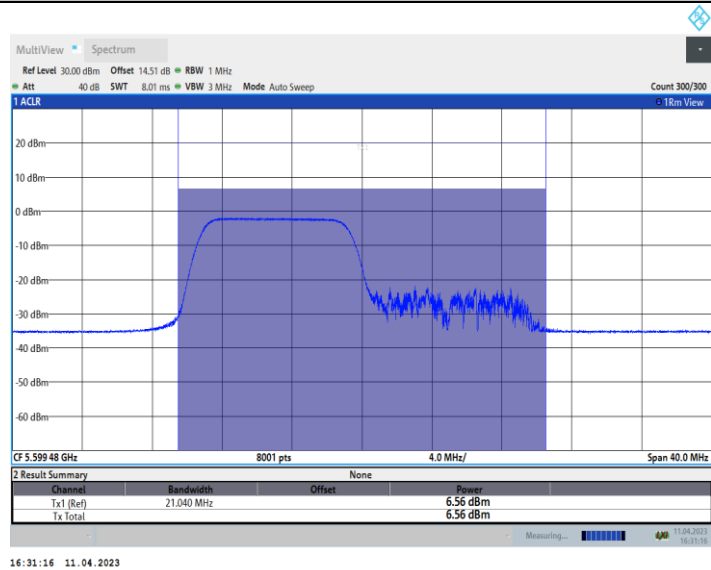 MultiView Spectrum
Ref Level 30.00 dBm Offset 14.51 dB RBW 1 MHz
Att 40 dB SWT 8.01 ms VBW 3 MHz Mode Auto Sweep Count 300/300
1 ACLR 1Rm View
20 dBm
10 dBm
0 dBm
-10 dBm
-20 dBm
-30 dBm
-40 dBm
-50 dBm
-60 dBm
CF 5.599 48 GHz 8001 pts 4.0 MHz/ Span 40.0 MHz
2 Result Summary None
Channel Bandwidth Offset Power
Tx1 (Ref) 21.040 MHz 6.56 dBm
Tx Total 6.56 dBm
Measuring... 11.04.2023
16:31:16
16:31:16 11.04.2023